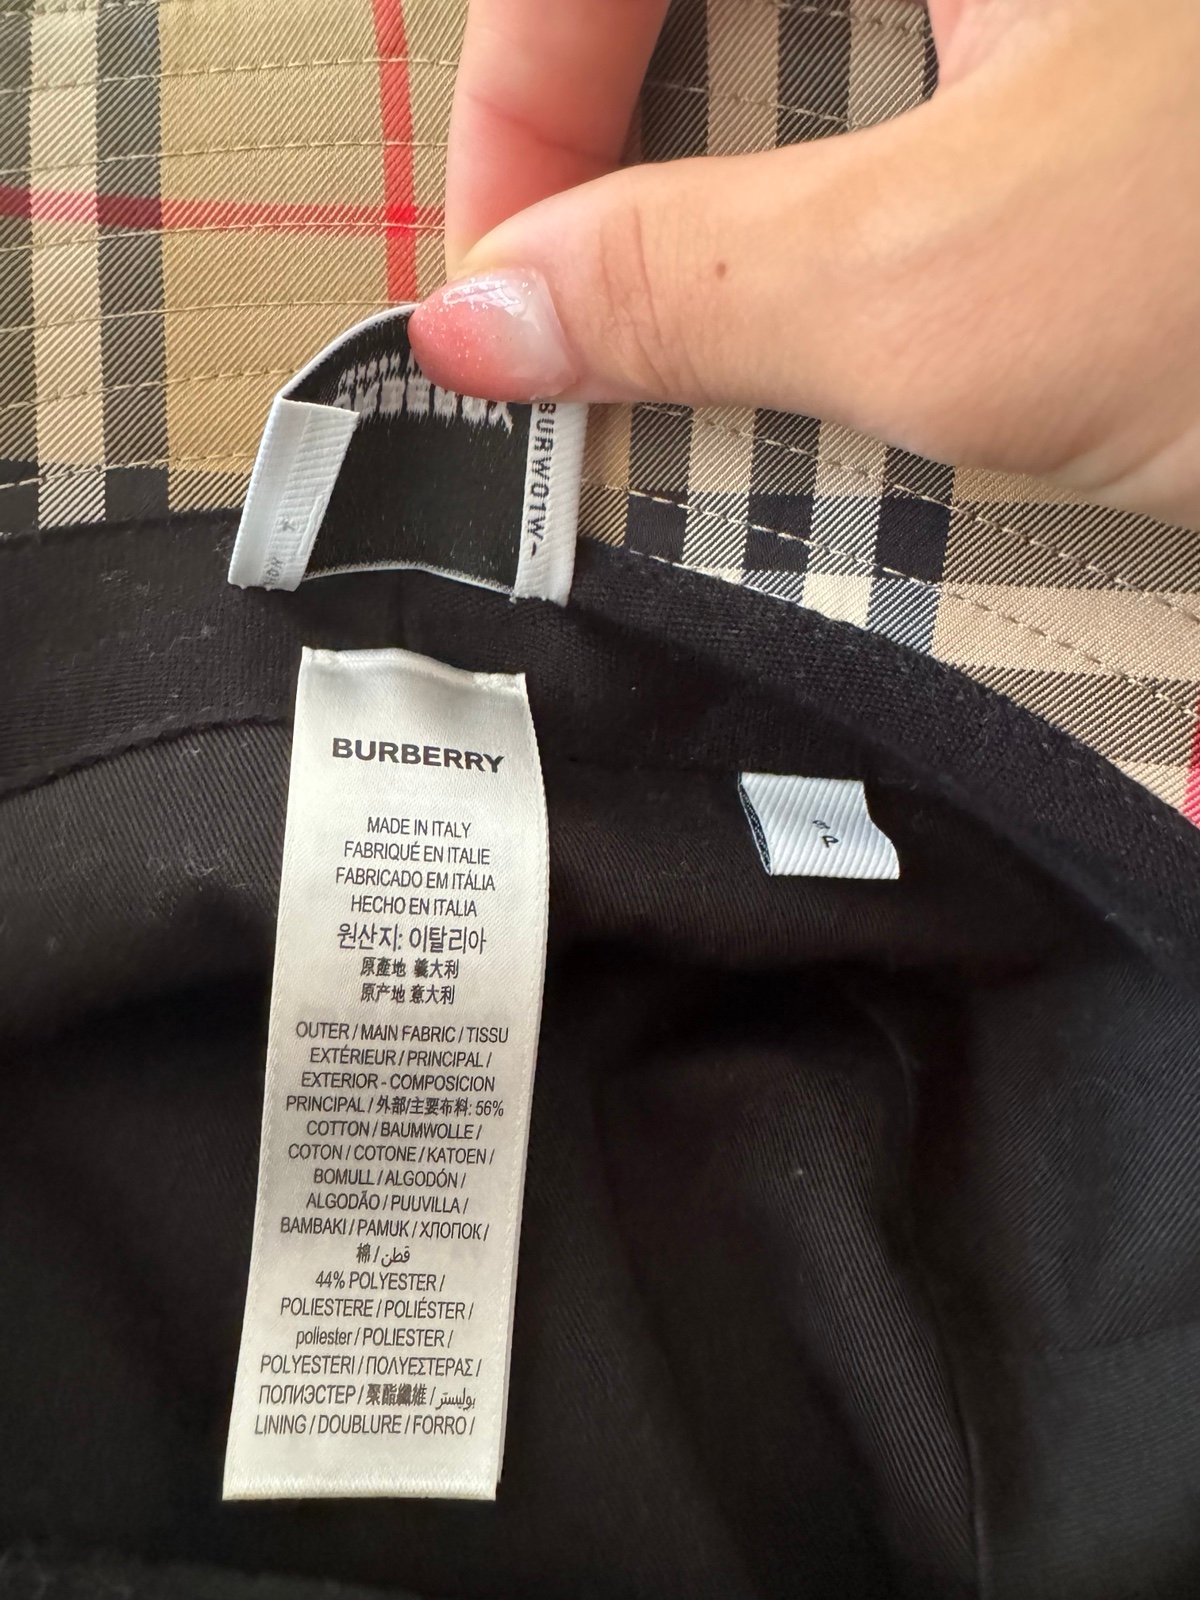 BURW01W-
BURBERRY
MADE IN ITALY
FABRIQUÉ EN ITALIE
FABRICADO EM ITÁLIA
HECHO EN ITALIA
원산지: 이탈리아
原產地 義大利
原产地 意大利
OUTER / MAIN FABRIC / TISSU
EXTÉRIEUR / PRINCIPAL /
EXTERIOR - COMPOSICION
PRINCIPAL / 外部/主要布料: 56%
COTTON / BAUMWOLLE /
COTON / COTONE / KATOEN /
BOMULL / ALGODÓN /
ALGODÃO / PUUVILLA /
BAMBAKI / PAMUK / ХЛОПОК /
棉 / قطن
44% POLYESTER /
POLIESTERE / POLIÉSTER /
poliester / POLIESTER /
POLYESTERI / ΠΟΛΥΕΣΤΕΡΑΣ /
ПОЛИЭСТЕР / 聚酯纖維 / بوليستر
LINING / DOUBLURE / FORRO /